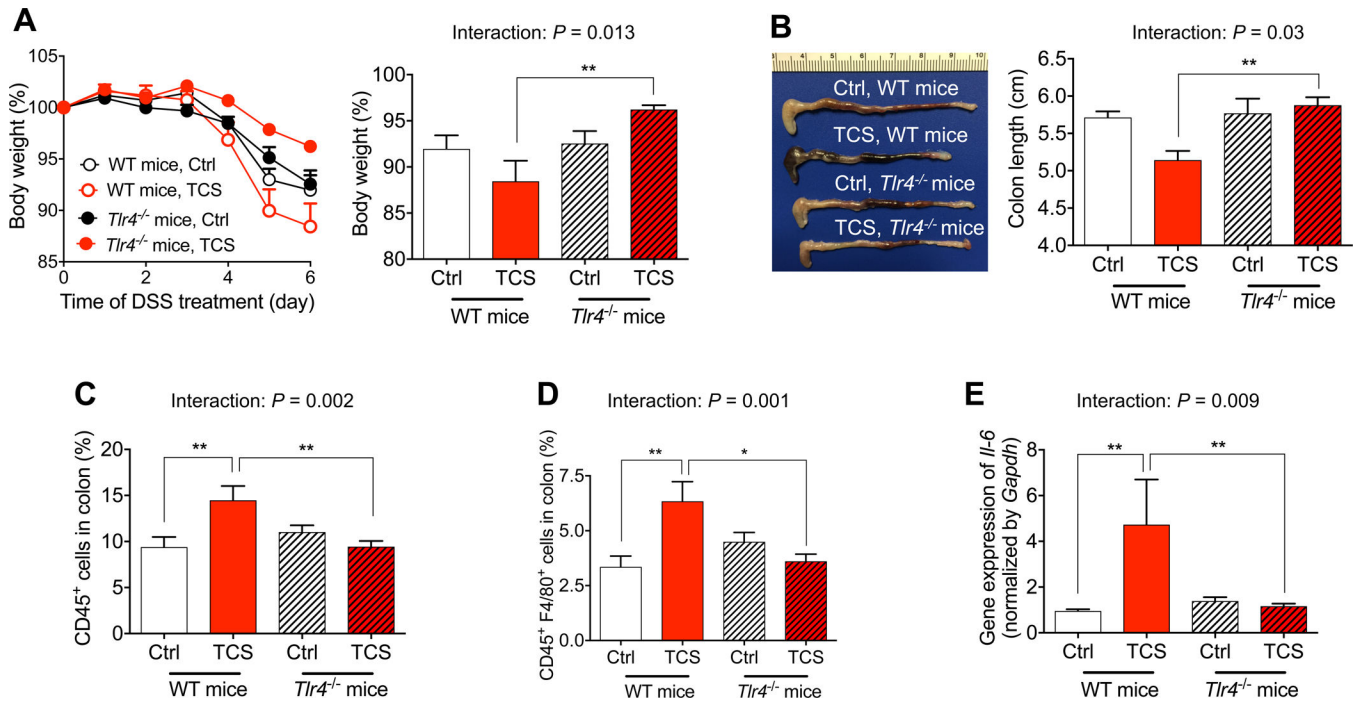 A
Interaction: P = 0.013
Body weight (%)
105
100
95
90
85
WT mice, Ctrl
WT mice, TCS
Tlr4-/- mice, Ctrl
Tlr4-/- mice, TCS
0 2 4 6
Time of DSS treatment (day)
Body weight (%)
**
95
90
85
80
Ctrl TCS Ctrl TCS
WT mice Tlr4-/- mice
B
Interaction: P = 0.03
3 4 5 6 7 8 9 10
Ctrl, WT mice
TCS, WT mice
Ctrl, Tlr4-/- mice
TCS, Tlr4-/- mice
Colon length (cm)
**
6.0
5.5
5.0
4.5
4.0
Ctrl TCS Ctrl TCS
WT mice Tlr4-/- mice
C
Interaction: P = 0.002
CD45+ cells in colon (%)
** **
20
15
10
5
0
Ctrl TCS Ctrl TCS
WT mice Tlr4-/- mice
D
Interaction: P = 0.001
CD45+ F4/80+ cells in colon (%)
** *
7.5
5.0
2.5
0.0
Ctrl TCS Ctrl TCS
WT mice Tlr4-/- mice
E
Interaction: P = 0.009
Gene expression of Il-6
(normalized by Gapdh)
** **
8
6
4
2
0
Ctrl TCS Ctrl TCS
WT mice Tlr4-/- mice